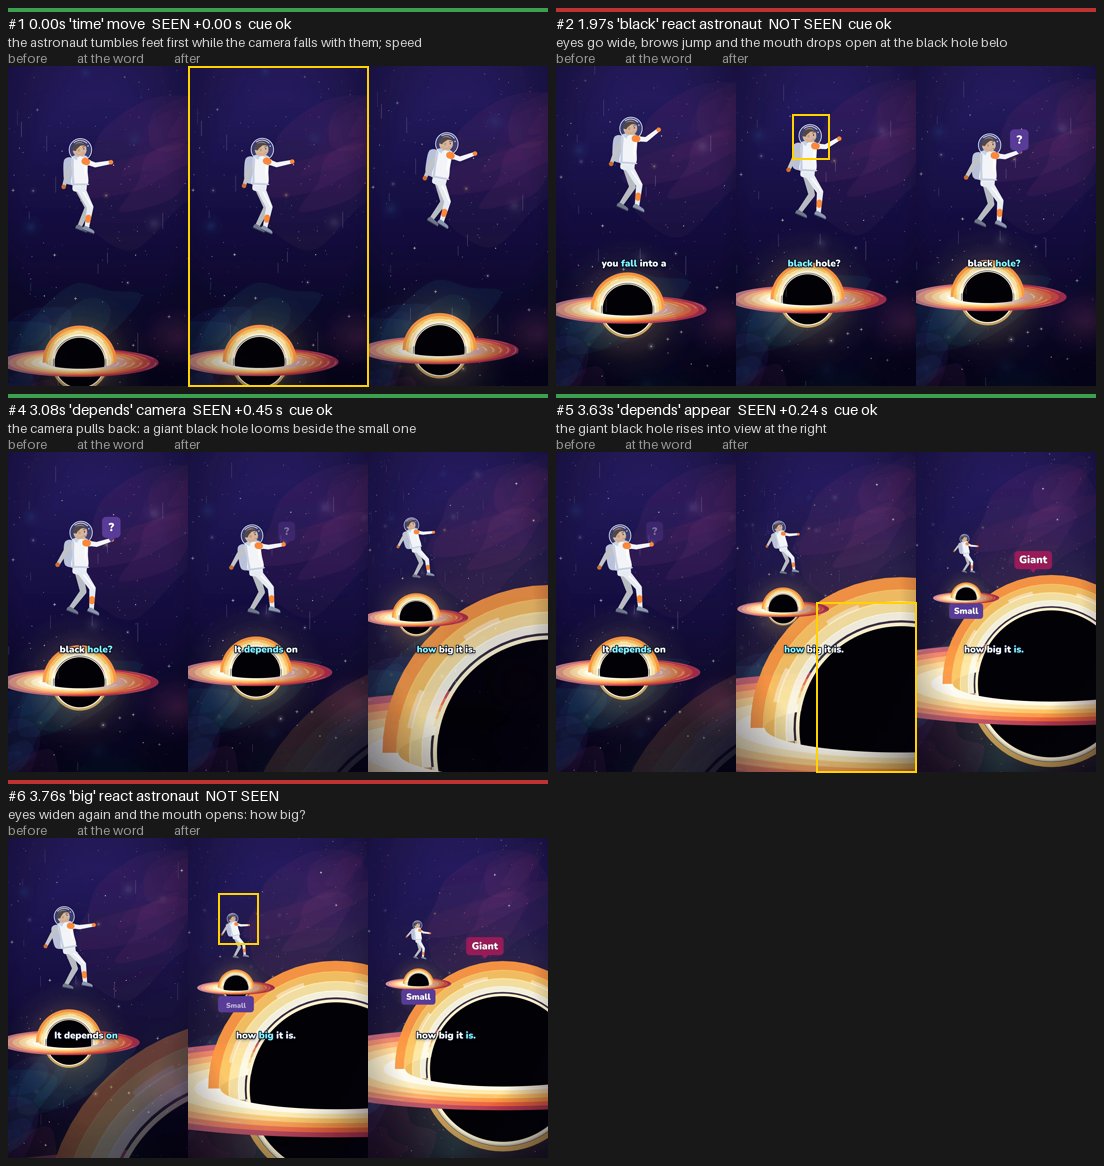 #1 0.00s 'time' move  SEEN +0.00 s  cue ok
the astronaut tumbles feet first while the camera falls with them; speed
before at the word after
#2 1.97s 'black' react astronaut  NOT SEEN  cue ok
eyes go wide, brows jump and the mouth drops open at the black hole belo
before at the word after
?
you fall into a
black hole?
black hole?
#4 3.08s 'depends' camera  SEEN +0.45 s  cue ok
the camera pulls back: a giant black hole looms beside the small one
before at the word after
?
?
black hole?
It depends on
how big it is.
#5 3.63s 'depends' appear  SEEN +0.24 s  cue ok
the giant black hole rises into view at the right
before at the word after
?
Giant
Small
It depends on
how big it is.
how big it is.
#6 3.76s 'big' react astronaut  NOT SEEN
eyes widen again and the mouth opens: how big?
before at the word after
Giant
Small
Small
It depends on
how big it is.
how big it is.